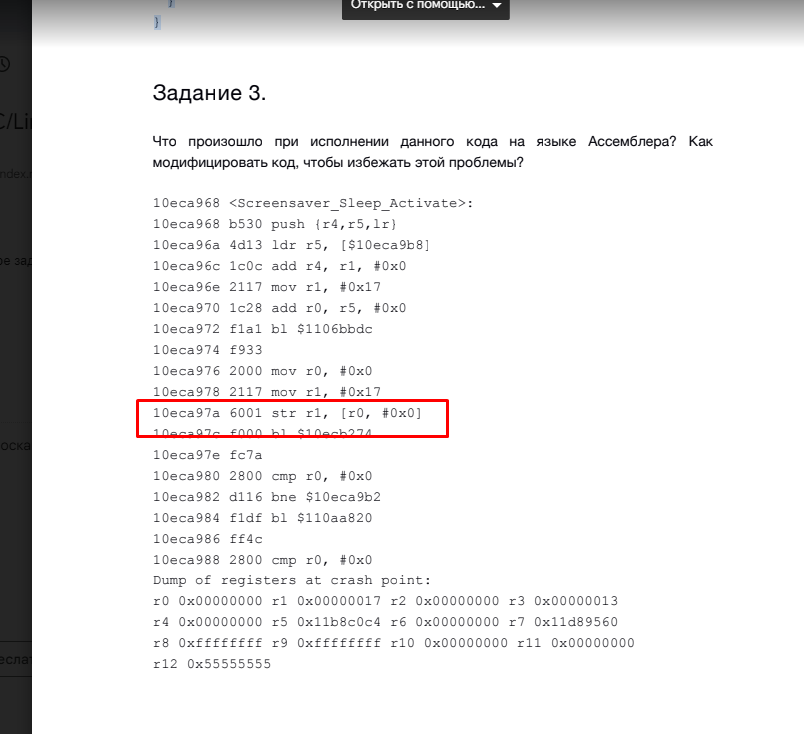 }
Открыть с помощью...
}
C/Li
ndex.
Задание 3.
Что произошло при исполнении данного кода на языке Ассемблера? Как
модифицировать код, чтобы избежать этой проблемы?
10eca968 <Screensaver_Sleep_Activate>:
10eca968 b530 push {r4,r5,lr}
10eca96a 4d13 ldr r5, [$10eca9b8]
10eca96c 1c0c add r4, r1, #0x0
10eca96e 2117 mov r1, #0x17
10eca970 1c28 add r0, r5, #0x0
10eca972 f1a1 bl $1106bbdc
10eca974 f933
10eca976 2000 mov r0, #0x0
10eca978 2117 mov r1, #0x17
10eca97a 6001 str r1, [r0, #0x0]
10eca97c f000 bl $10ecb274
10eca97e fc7a
10eca980 2800 cmp r0, #0x0
10eca982 d116 bne $10eca9b2
10eca984 f1df bl $110aa820
10eca986 ff4c
10eca988 2800 cmp r0, #0x0
Dump of registers at crash point:
r0 0x00000000 r1 0x00000017 r2 0x00000000 r3 0x00000013
r4 0x00000000 r5 0x11b8c0c4 r6 0x00000000 r7 0x11d89560
r8 0xffffffff r9 0xffffffff r10 0x00000000 r11 0x00000000
r12 0x55555555